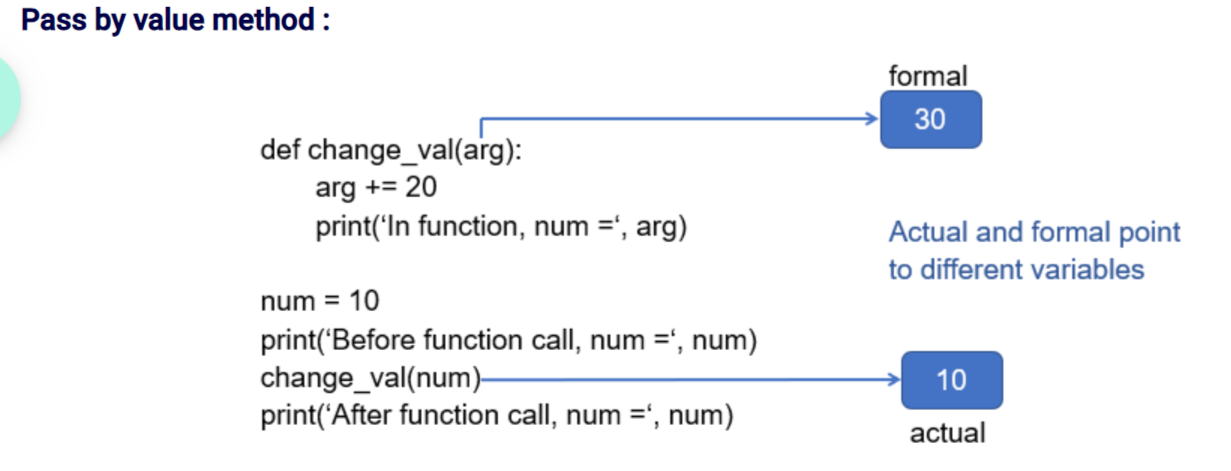 Pass by value method :
formal
30
def change_val(arg):
arg += 20
print(‘In function, num =‘, arg)
Actual and formal point
to different variables
num = 10
print(‘Before function call, num =‘, num)
change_val(num)
10
print(‘After function call, num =‘, num)
actual